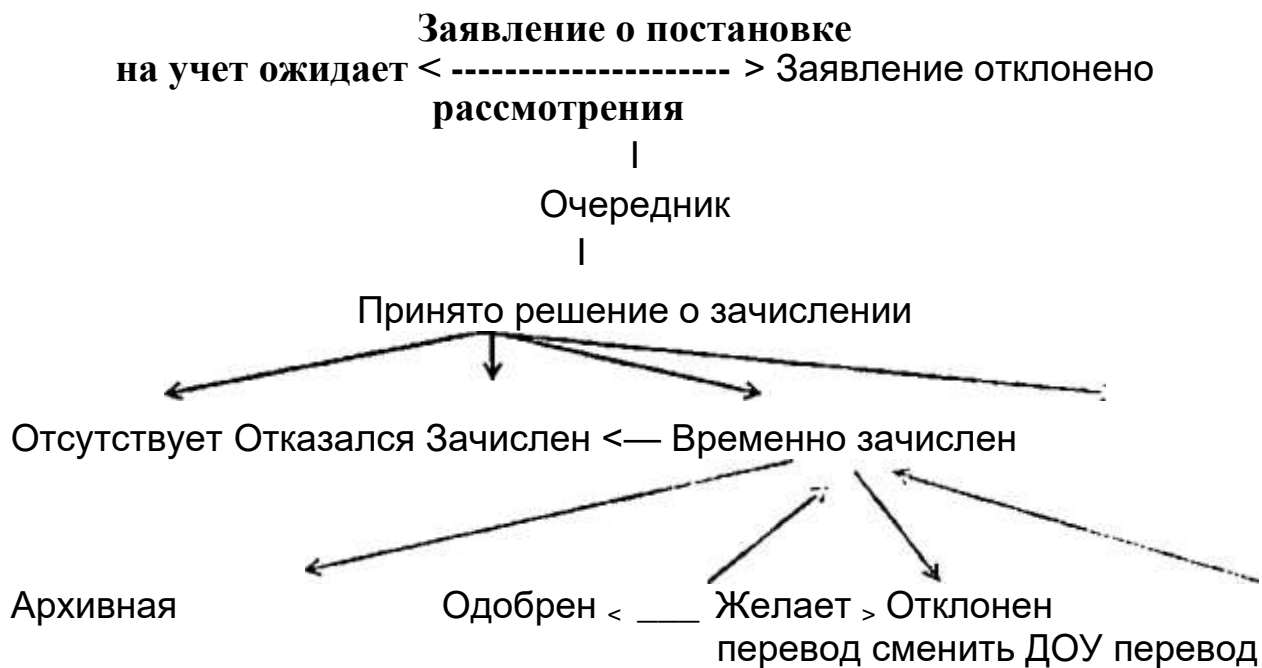 Заявление о постановке
на учет ожидает < --------------------- > Заявление отклонено
рассмотрения
|
Очередник
|
Принято решение о зачислении
Отсутствует Отказался Зачислен <— Временно зачислен
Архивная Одобрен < ___ Желает > Отклонен
перевод сменить ДОУ перевод